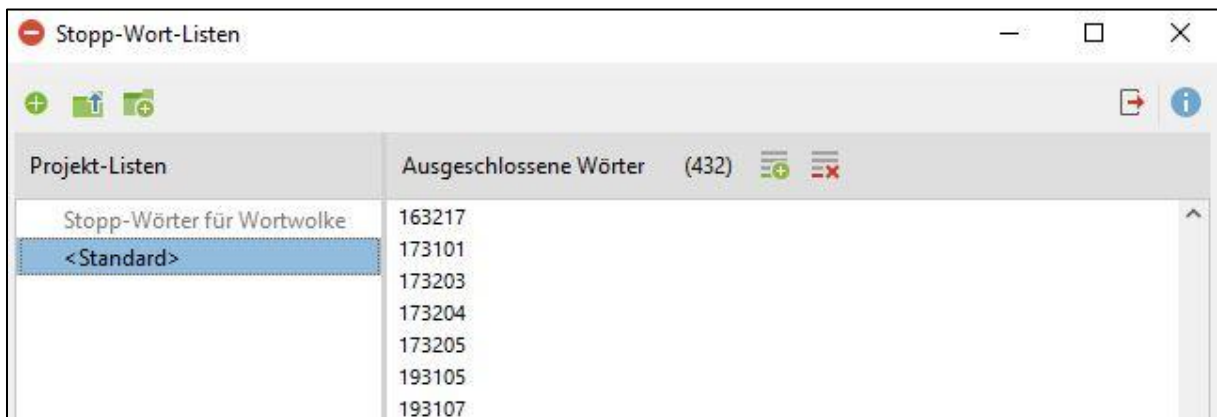 Stopp-Wort-Listen
Projekt-Listen
Ausgeschlossene Wörter (432)
Stopp-Wörter für Wortwolke
<Standard>
163217
173101
173203
173204
173205
193105
193107